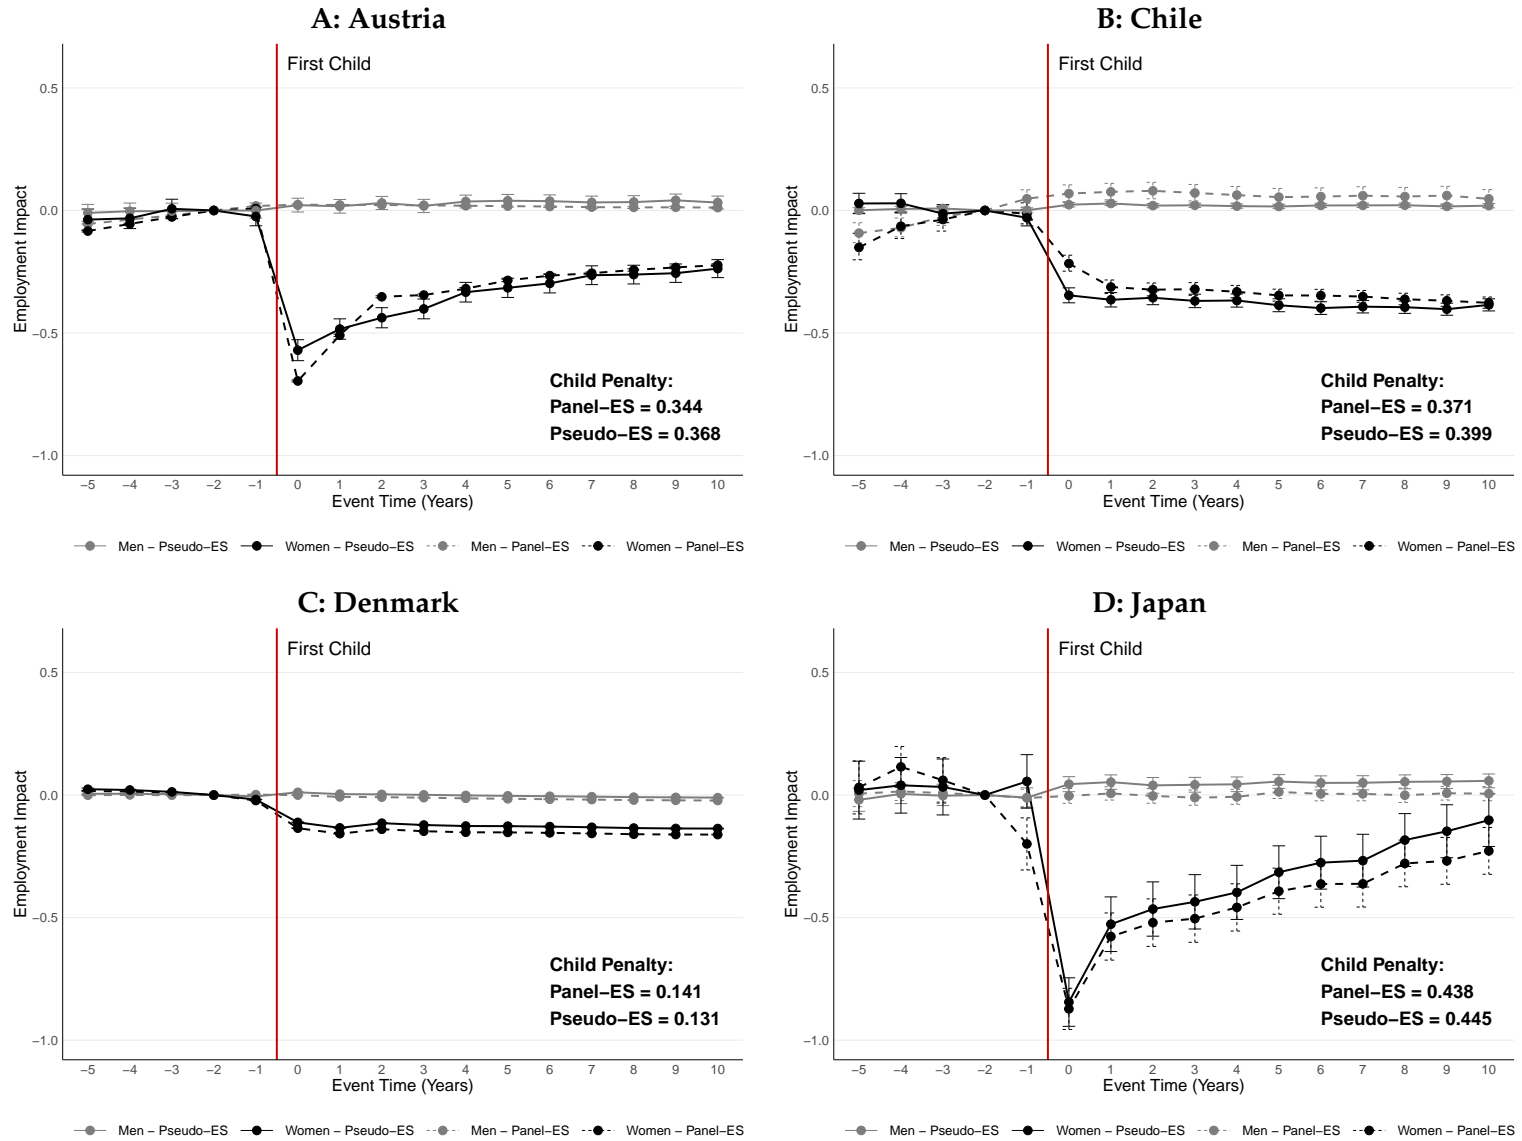 A: Austria
First Child
0.5
0.0
−0.5
−1.0
Employment Impact
Child Penalty:
Panel−ES = 0.344
Pseudo−ES = 0.368
−5 −4 −3 −2 −1 0 1 2 3 4 5 6 7 8 9 10
Event Time (Years)
Men − Pseudo−ES Women − Pseudo−ES Men − Panel−ES Women − Panel−ES
B: Chile
First Child
0.5
0.0
−0.5
−1.0
Employment Impact
Child Penalty:
Panel−ES = 0.371
Pseudo−ES = 0.399
−5 −4 −3 −2 −1 0 1 2 3 4 5 6 7 8 9 10
Event Time (Years)
Men − Pseudo−ES Women − Pseudo−ES Men − Panel−ES Women − Panel−ES
C: Denmark
First Child
0.5
0.0
−0.5
−1.0
Employment Impact
Child Penalty:
Panel−ES = 0.141
Pseudo−ES = 0.131
−5 −4 −3 −2 −1 0 1 2 3 4 5 6 7 8 9 10
Event Time (Years)
Men − Pseudo−ES Women − Pseudo−ES Men − Panel−ES Women − Panel−ES
D: Japan
First Child
0.5
0.0
−0.5
−1.0
Employment Impact
Child Penalty:
Panel−ES = 0.438
Pseudo−ES = 0.445
−5 −4 −3 −2 −1 0 1 2 3 4 5 6 7 8 9 10
Event Time (Years)
Men − Pseudo−ES Women − Pseudo−ES Men − Panel−ES Women − Panel−ES